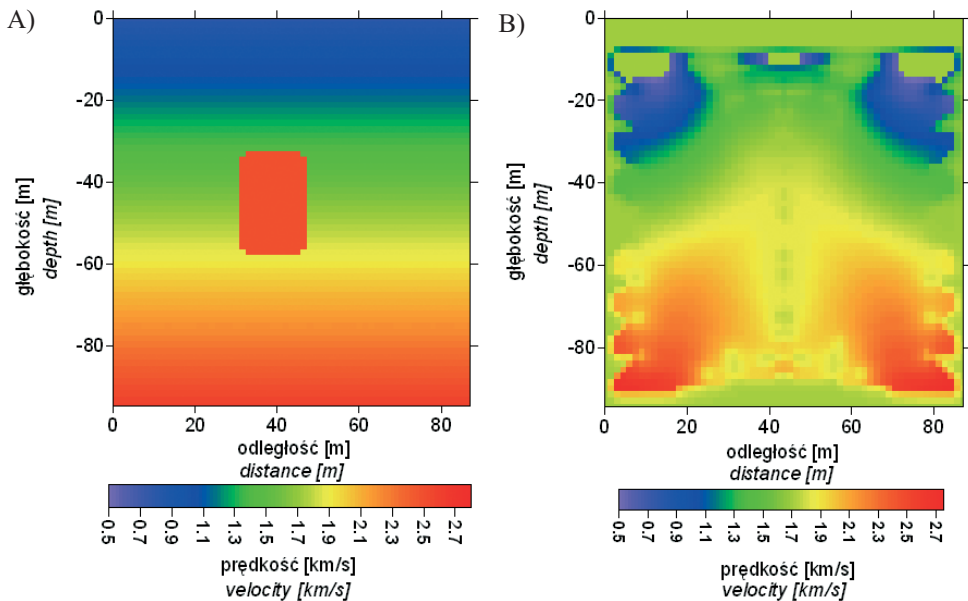 A)
0
-20
-40
-60
-80
głębokość [m]
depth [m]
0 20 40 60 80
odległość [m]
distance [m]
0.5 0.7 0.9 1.1 1.3 1.5 1.7 1.9 2.1 2.3 2.5 2.7
prędkość [km/s]
velocity [km/s]
B)
0
-20
-40
-60
-80
głębokość [m]
depth [m]
0 20 40 60 80
odległość [m]
distance [m]
0.5 0.7 0.9 1.1 1.3 1.5 1.7 1.9 2.1 2.3 2.5 2.7
prędkość [km/s]
velocity [km/s]